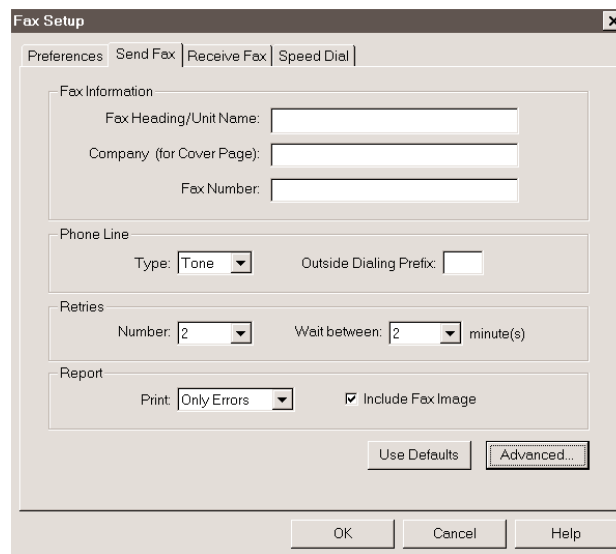 Fax Setup
Preferences Send Fax Receive Fax Speed Dial
Fax Information
Fax Heading/Unit Name:
Company (for Cover Page):
Fax Number:
Phone Line
Type: Tone Outside Dialing Prefix:
Retries
Number: 2 Wait between: 2 minute(s)
Report
Print: Only Errors Include Fax Image
Use Defaults Advanced...
OK Cancel Help